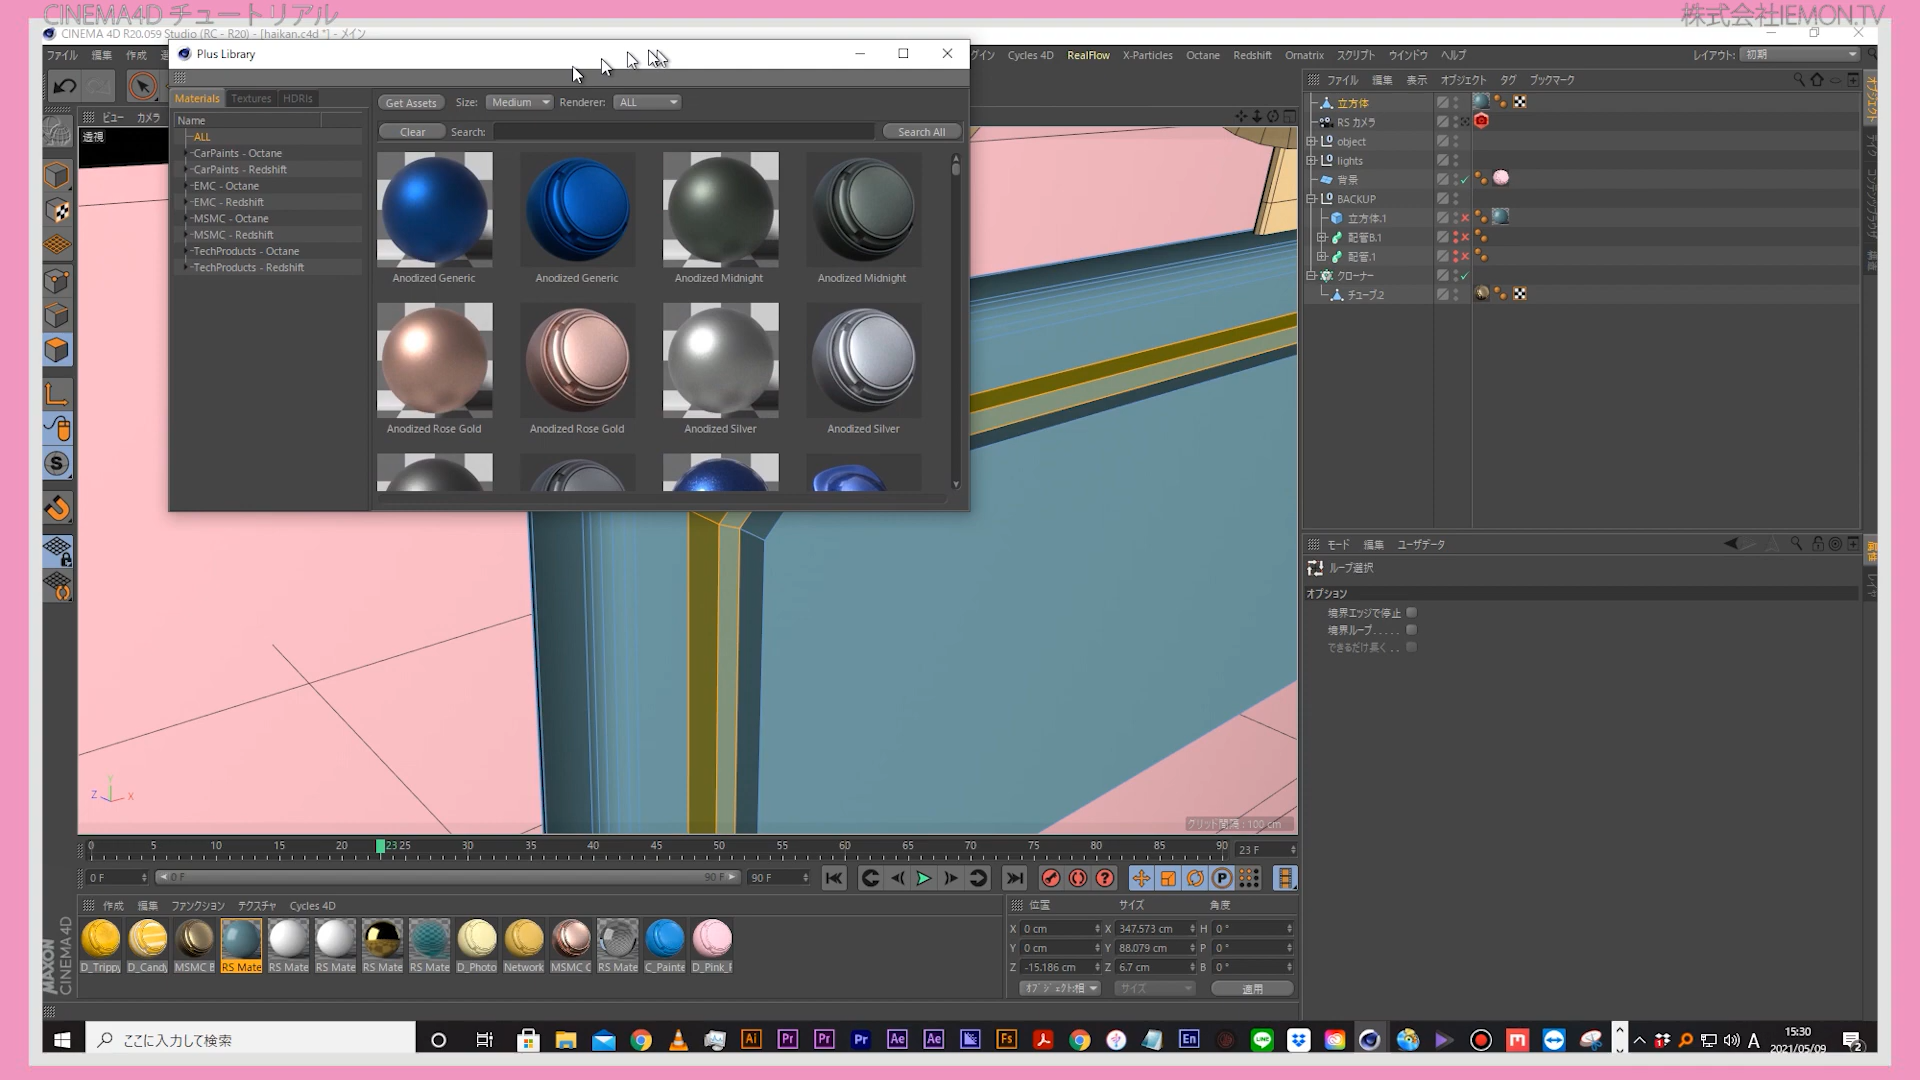 CINEMA4D チュートリアル
株式会社IEMON.TV
CINEMA 4D R20.059 Studio (RC - R20) - [haikan.c4d *] - メイン
ファイル 編集 作成
Plus Library
Cycles 4D RealFlow X-Particles Octane Redshift Ornatrix スクリプト ウインドウ ヘルプ
レイアウト: 初期
Materials Textures HDRIs
Get Assets Size: Medium Renderer: ALL
Clear Search: Search All
Name
ALL
CarPaints - Octane
CarPaints - Redshift
EMC - Octane
EMC - Redshift
MSMC - Octane
MSMC - Redshift
TechProducts - Octane
TechProducts - Redshift
Anodized Generic Anodized Generic Anodized Midnight Anodized Midnight
Anodized Rose Gold Anodized Rose Gold Anodized Silver Anodized Silver
ビュー カメラ
透視
グリッド間隔 : 100 cm
Y
Z X
ファイル 編集 表示 オブジェクト タグ ブックマーク
立方体
RS カメラ
object
lights
背景
BACKUP
立方体.1
配管B.1
配管.1
クローナー
チューブ.2
モード 編集 ユーザデータ
ループ選択
オプション
境界エッジで停止
境界ループ. . . . .
できるだけ長く . .
0 5 10 15 20 23 25 30 35 40 45 50 55 60 65 70 75 80 85 90
23 F
0 F 0 F 90 F 90 F
作成 編集 ファンクション テクスチャ Cycles 4D
D_Trippy D_Candy MSMC B RS Mate RS Mate RS Mate RS Mate RS Mate D_Photo Network MSMC C RS Mate C_Painte D_Pink_F
MAXON
CINEMA 4D
位置 サイズ 角度
X 0 cm X 347.573 cm H 0 °
Y 0 cm Y 88.079 cm P 0 °
Z -15.186 cm Z 6.7 cm B 0 °
オブジェクト(相 サイズ 適用
ここに入力して検索
15:30
2021/05/09